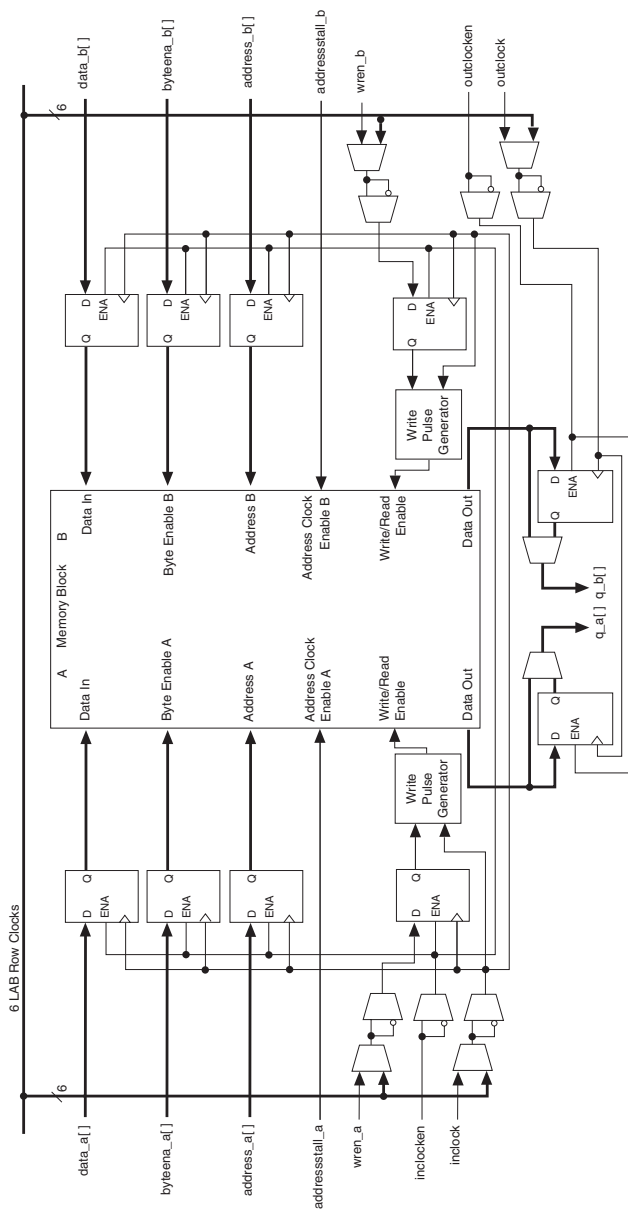 6 LAB Row Clocks
6
6
data_a[ ]
byteena_a[ ]
address_a[ ]
addressstall_a
wren_a
inclocken
inclock
D Q
ENA
D Q
ENA
D Q
ENA
D Q
ENA
Write
Pulse
Generator
A Memory Block B
Data In
Byte Enable A
Address A
Address Clock
Enable A
Write/Read
Enable
Data Out
Data In
Byte Enable B
Address B
Address Clock
Enable B
Write/Read
Enable
Data Out
Write
Pulse
Generator
Q D
ENA
Q D
ENA
Q D
ENA
Q D
ENA
data_b[ ]
byteena_b[ ]
address_b[ ]
addressstall_b
wren_b
outclocken
outclock
D Q
ENA
Q D
ENA
q_a[ ]
q_b[ ]